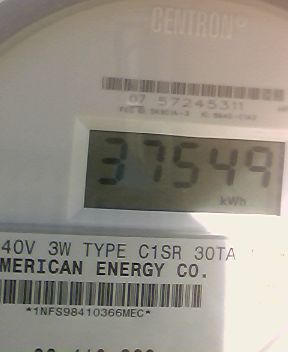 CENTRON®
07 57245311
37549
kWh
40V 3W TYPE C1SR 30TA
MERICAN ENERGY CO.
*1NFS98410366MEC*